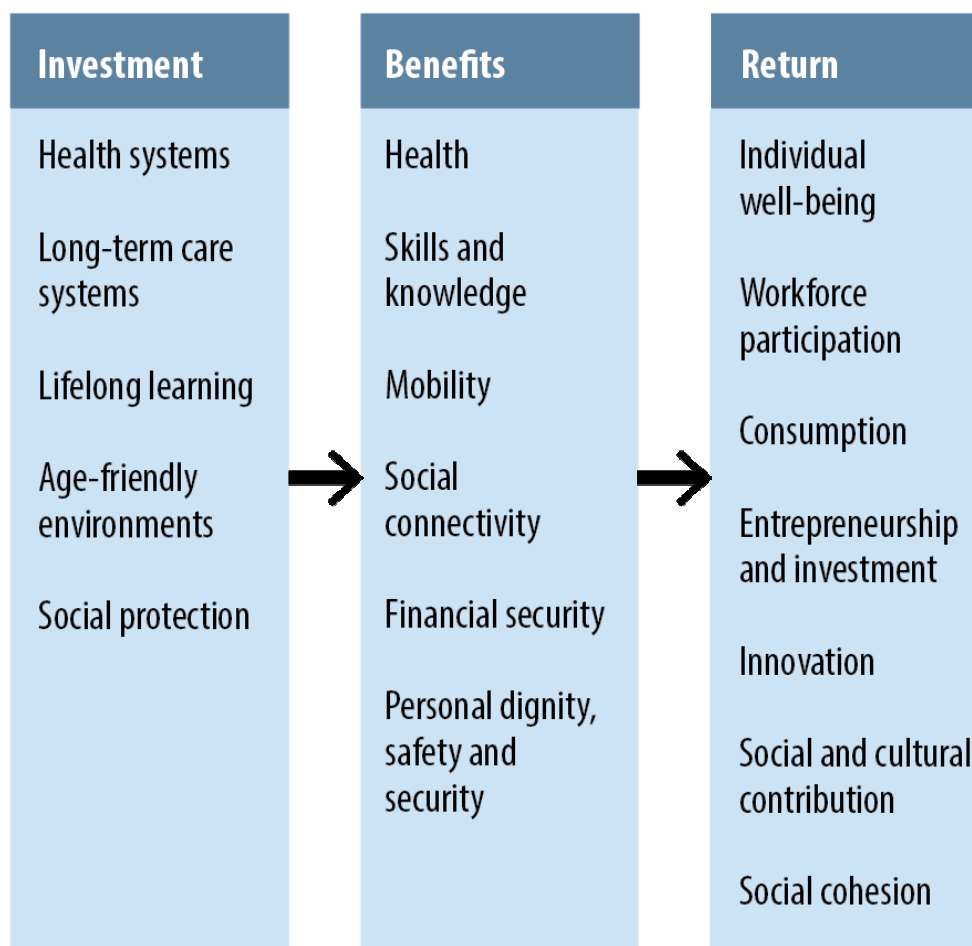 Investment
Health systems
Long-term care
systems
Lifelong learning
Age-friendly
environments
Social protection
Benefits
Health
Skills and
knowledge
Mobility
Social
connectivity
Financial security
Personal dignity,
safety and
security
Return
Individual
well-being
Workforce
participation
Consumption
Entrepreneurship
and investment
Innovation
Social and cultural
contribution
Social cohesion